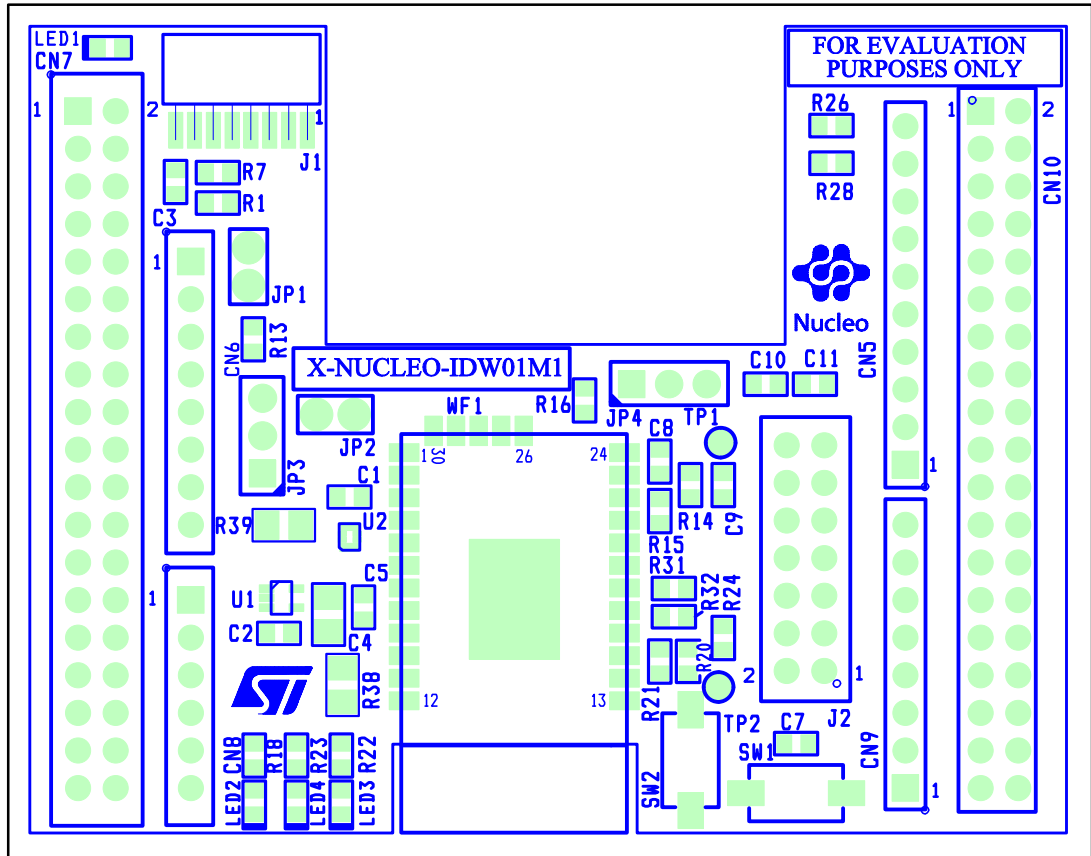 LED1
CN7
FOR EVALUATION
PURPOSES ONLY
1
2
1
J1
R26
R28
1
2
CN10
R7
R1
C3
1
JP1
R13
CN6
Nucleo
X-NUCLEO-IDW01M1
WF1
R16
JP4
TP1
C10
C11
CN5
JP2
JP3
1
30
26
24
C8
C1
R39
U2
R14
C9
R15
1
R31
R32
R24
C5
1
U1
C2
C4
R38
ST
12
13
R21
R20
2
1
TP2
J2
C7
SW1
SW2
CN9
1
CN8
R18
R23
R22
LED2
LED4
LED3